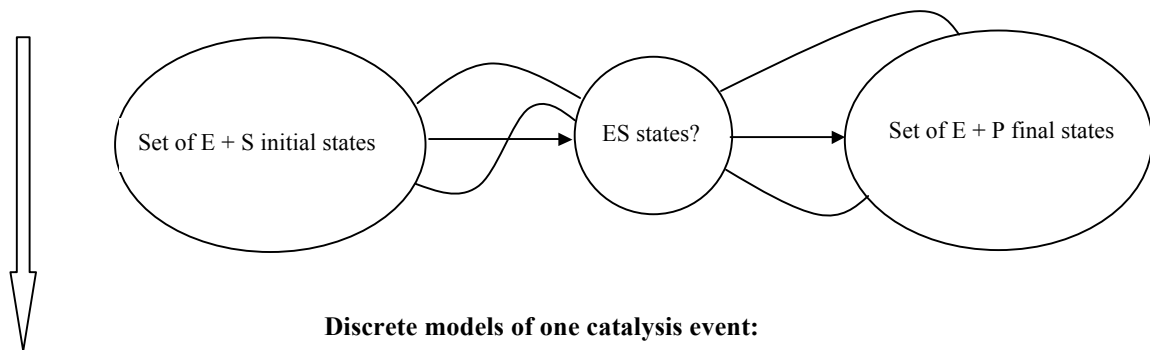 Set of E + S initial states
ES states?
Set of E + P final states
Discrete models of one catalysis event: